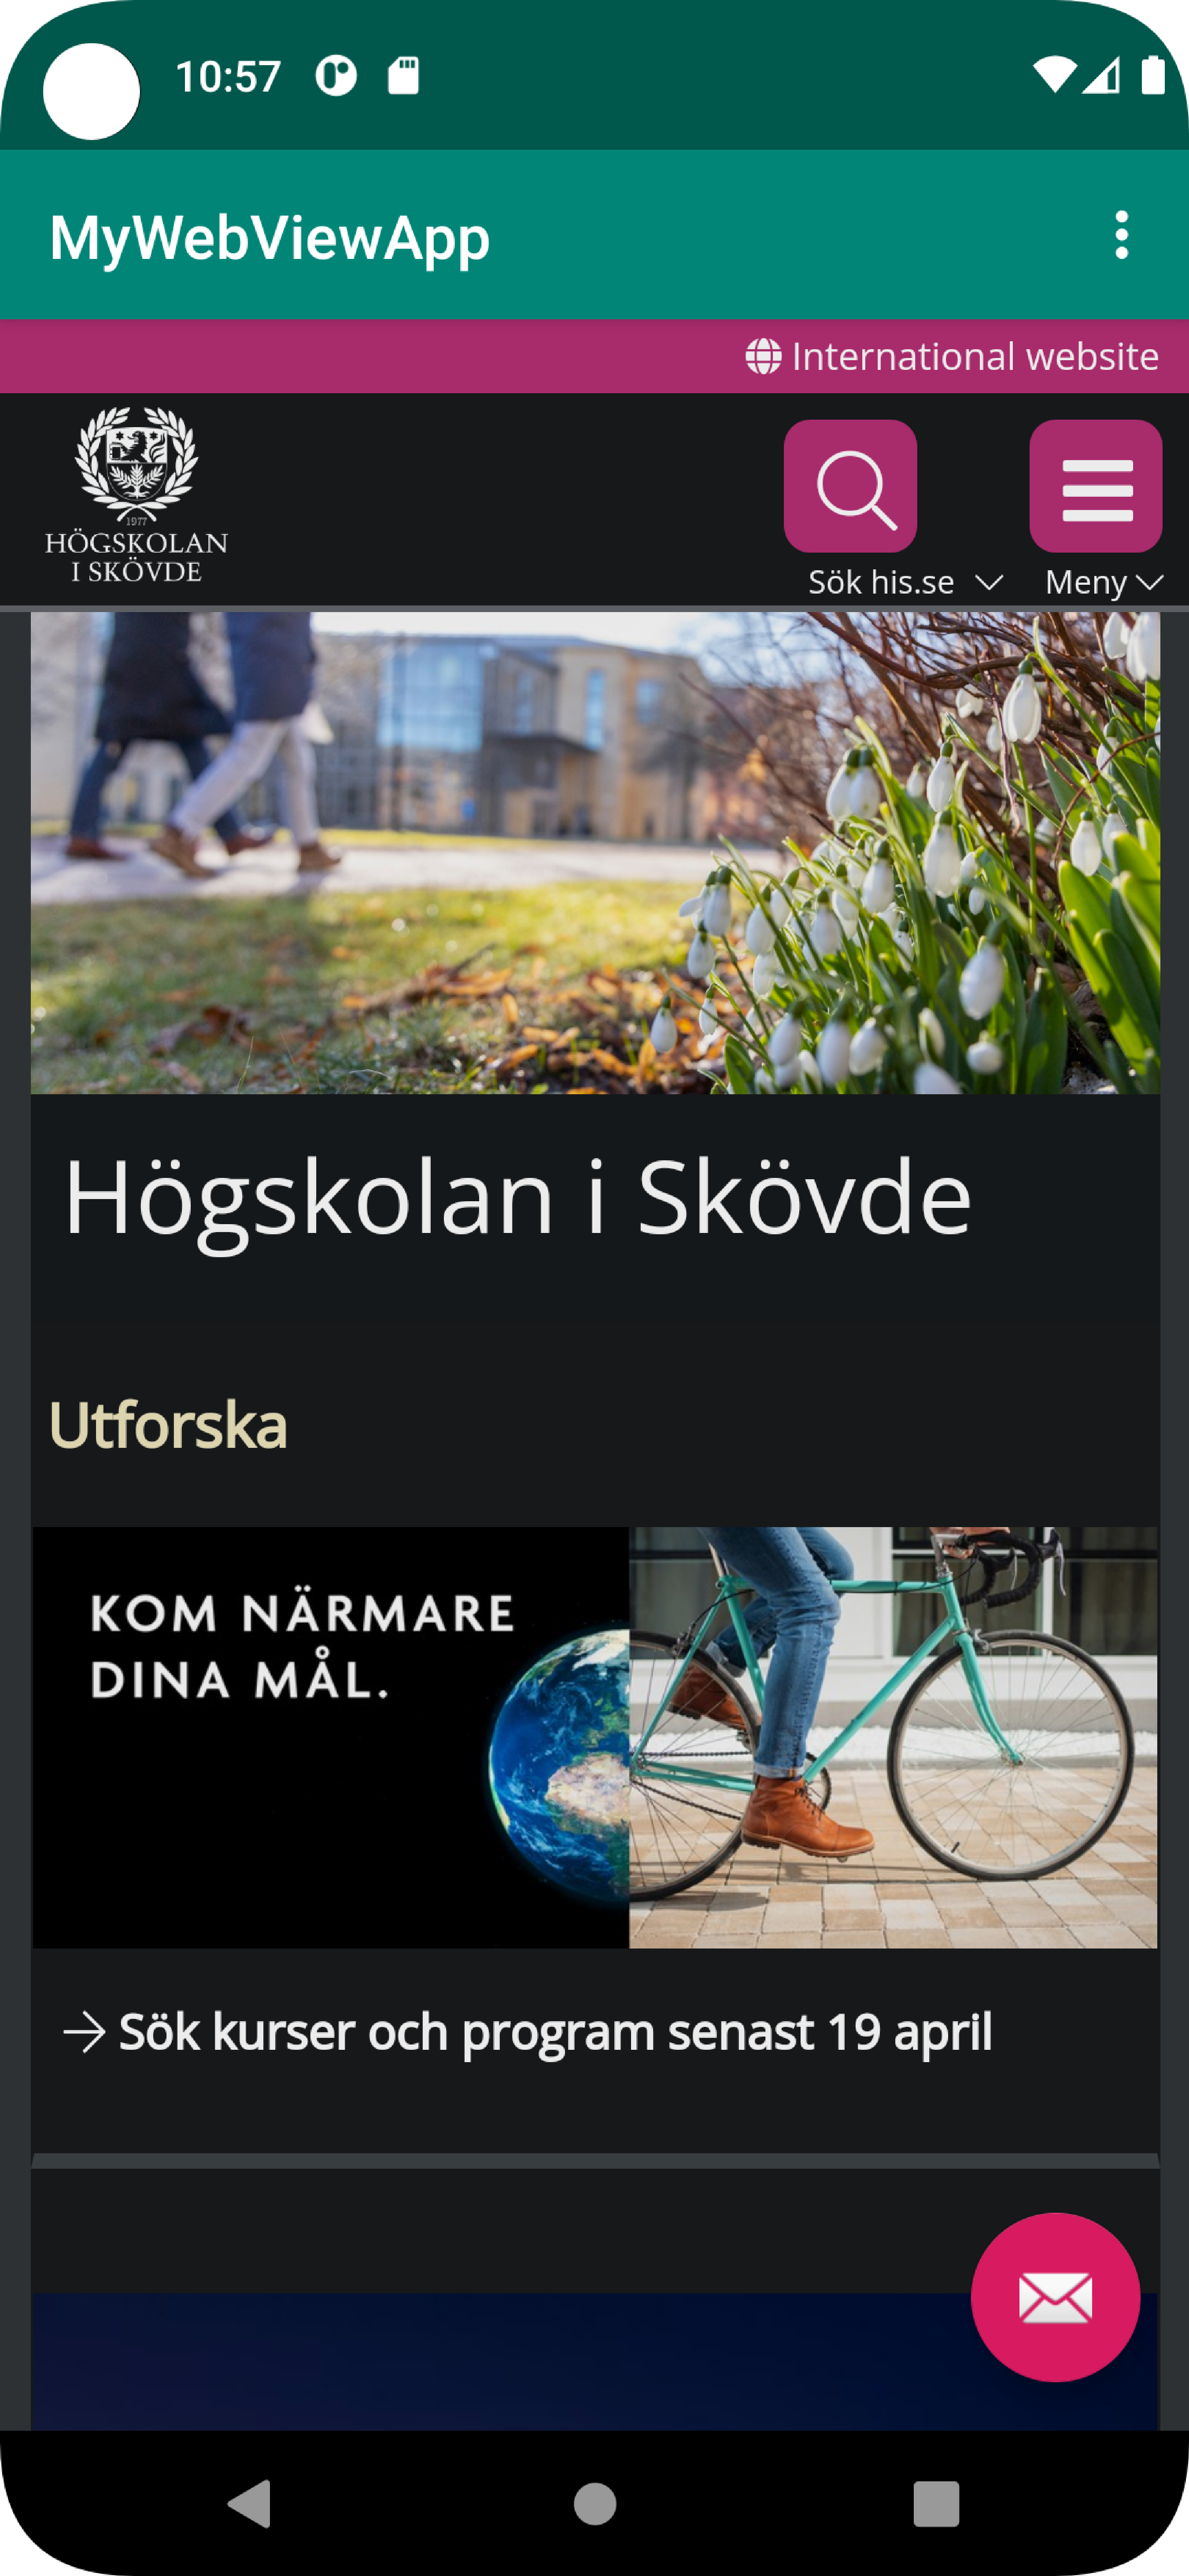 10:57
MyWebViewApp
International website
1977
HÖGSKOLAN
I SKÖVDE
Sök his.se
Meny
Högskolan i Skövde
Utforska
KOM NÄRMARE
DINA MÅL.
Sök kurser och program senast 19 april